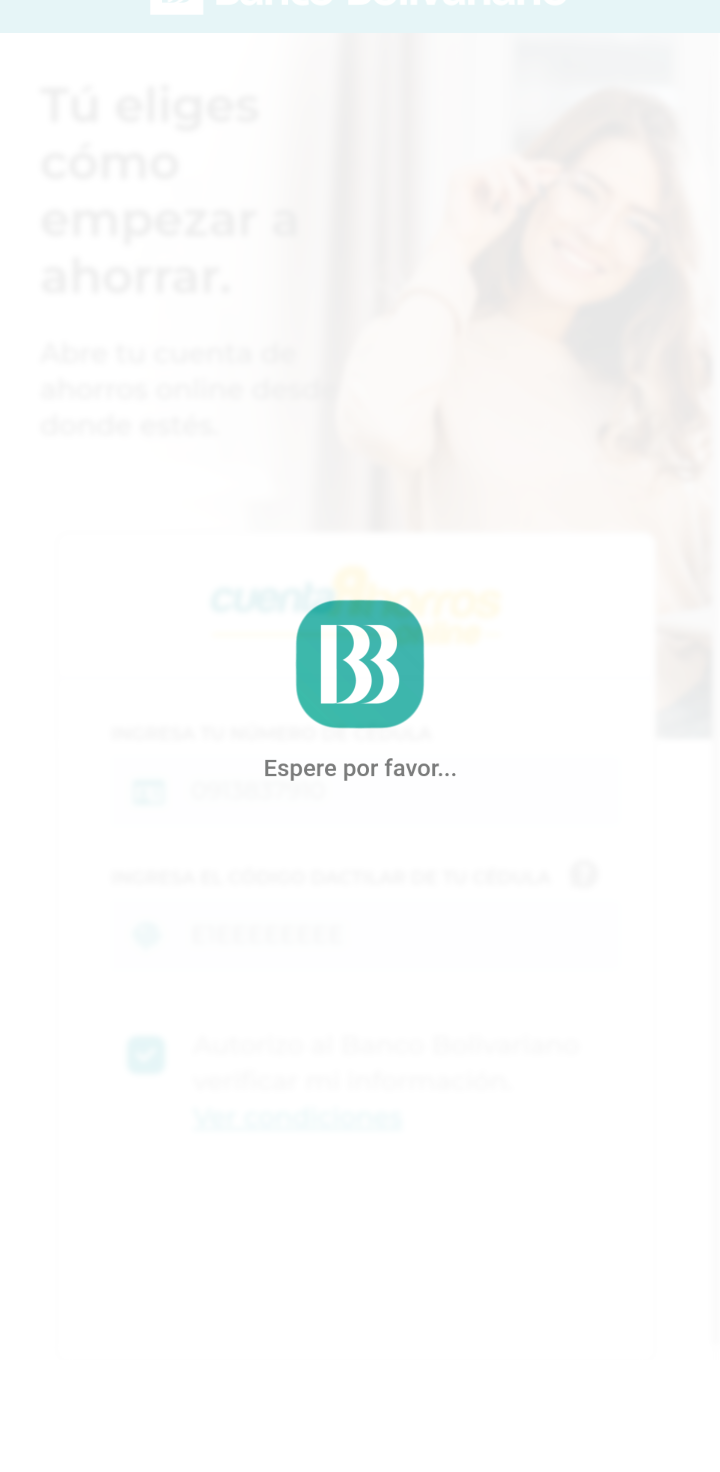 Banco Bolivariano
Tú eliges
cómo
empezar a
ahorrar.
Abre tu cuenta de
ahorros online desde
donde estés.
cuenta
ahorros
BB
Espere por favor...
INGRESA TU NÚMERO DE CÉDULA
INGRESA EL CÓDIGO DACTILAR DE TU CÉDULA
Autorizo al Banco Bolivariano
verificar mi información.
Ver condiciones